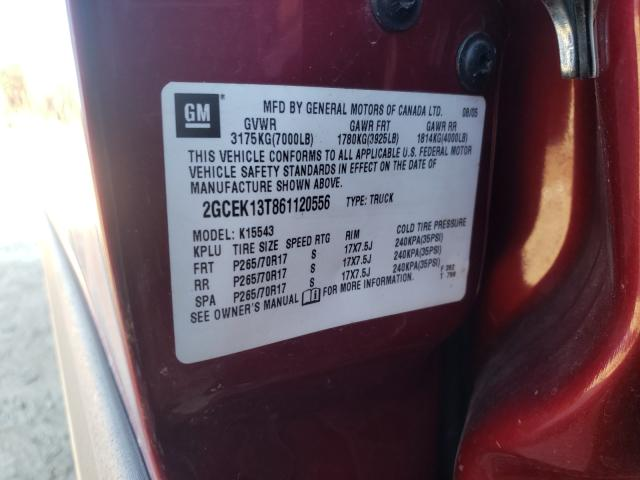 GM
MFD BY GENERAL MOTORS OF CANADA LTD. 08/05
GVWR GAWR FRT GAWR RR
3175KG(7000LB) 1780KG(3925LB) 1814KG(4000LB)
THIS VEHICLE CONFORMS TO ALL APPLICABLE U.S. FEDERAL MOTOR
VEHICLE SAFETY STANDARDS IN EFFECT ON THE DATE OF
MANUFACTURE SHOWN ABOVE.
2GCEK13T861120556 TYPE: TRUCK
MODEL: K15543
KPLU TIRE SIZE SPEED RTG RIM COLD TIRE PRESSURE
FRT P265/70R17 S 17X7.5J 240KPA(35PSI)
RR P265/70R17 S 17X7.5J 240KPA(35PSI)
SPA P265/70R17 S 17X7.5J 240KPA(35PSI)
SEE OWNER'S MANUAL FOR MORE INFORMATION.